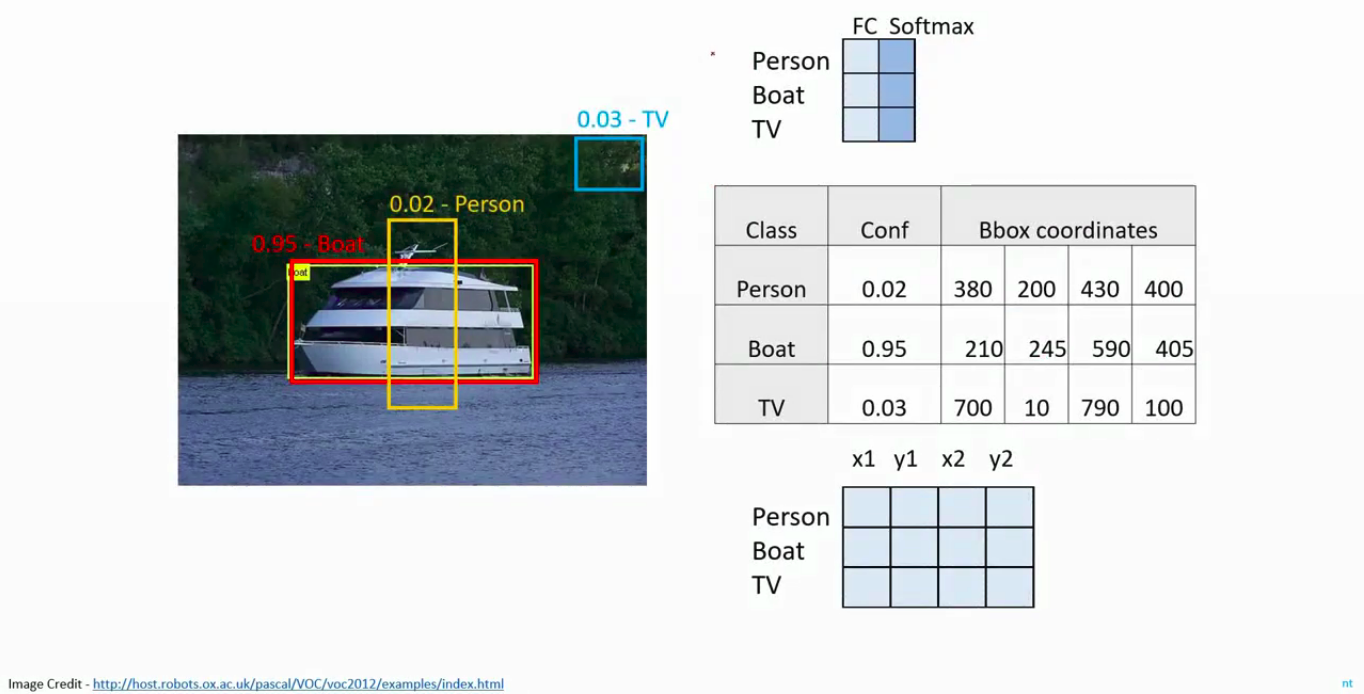 FC Softmax
Person
Boat
TV
0.03 - TV
0.02 - Person
0.95 - Boat
boat
Class Conf Bbox coordinates
Person 0.02 380 200 430 400
Boat 0.95 210 245 590 405
TV 0.03 700 10 790 100
x1 y1 x2 y2
Person
Boat
TV
Image Credit - http://host.robots.ox.ac.uk/pascal/VOC/voc2012/examples/index.html
nt